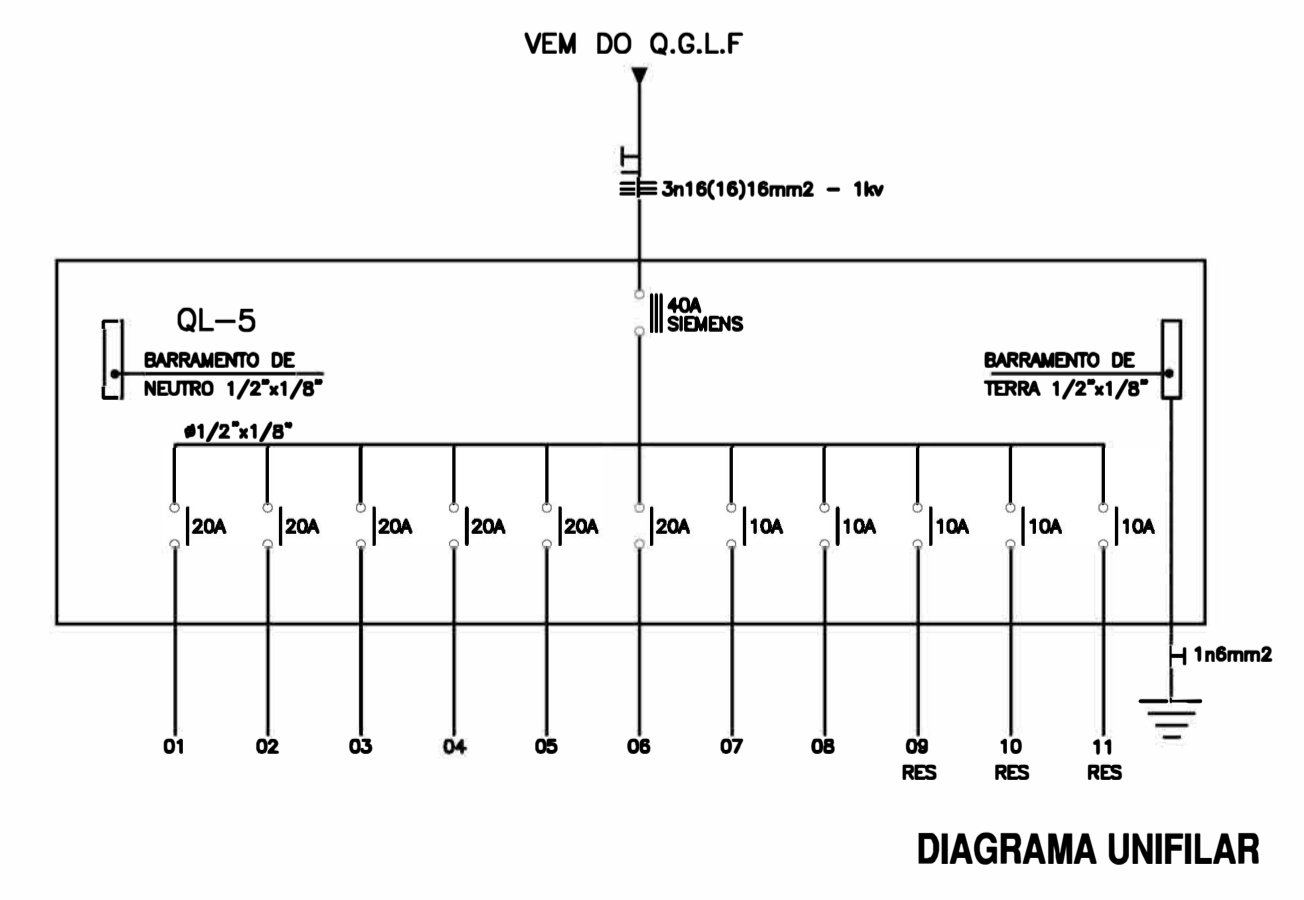 VEM DO Q.G.L.F
3n16(16)16mm2 - 1kv
40A
SIEMENS
QL-5
BARRAMENTO DE
NEUTRO 1/2"x1/8"
BARRAMENTO DE
TERRA 1/2"x1/8"
ø1/2"x1/8"
20A 20A 20A 20A 20A 20A 10A 10A 10A 10A 10A
1n6mm2
01 02 03 04 05 06 07 08 09 10 11
RES RES RES
DIAGRAMA UNIFILAR